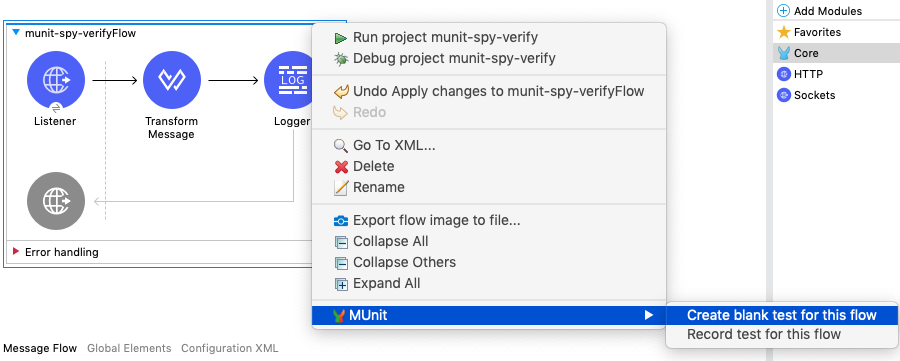 munit-spy-verifyFlow
Listener
Transform
Message
LOG
Logger
Error handling
Message Flow
Global Elements
Configuration XML
Run project munit-spy-verify
Debug project munit-spy-verify
Undo Apply changes to munit-spy-verifyFlow
Redo
Go To XML...
Delete
Rename
Export flow image to file...
Collapse All
Collapse Others
Expand All
MUnit
Create blank test for this flow
Record test for this flow
Add Modules
Favorites
Core
HTTP
Sockets